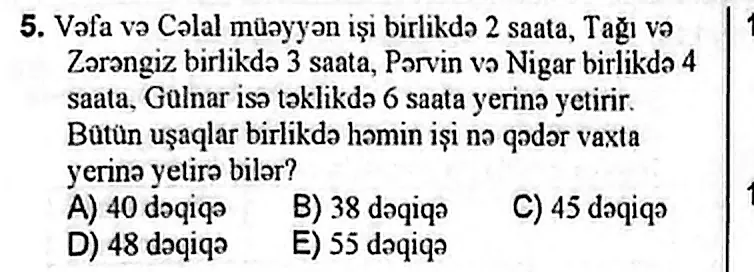 5. Vəfa və Cəlal müəyyən işi birlikdə 2 saata, Tağı və
Zərəngiz birlikdə 3 saata, Pərvin və Nigar birlikdə 4
saata, Gülnar isə təklikdə 6 saata yerinə yetirir.
Bütün uşaqlar birlikdə həmin işi nə qədər vaxta
yerinə yetirə bilər?
A) 40 dəqiqə B) 38 dəqiqə C) 45 dəqiqə
D) 48 dəqiqə E) 55 dəqiqə